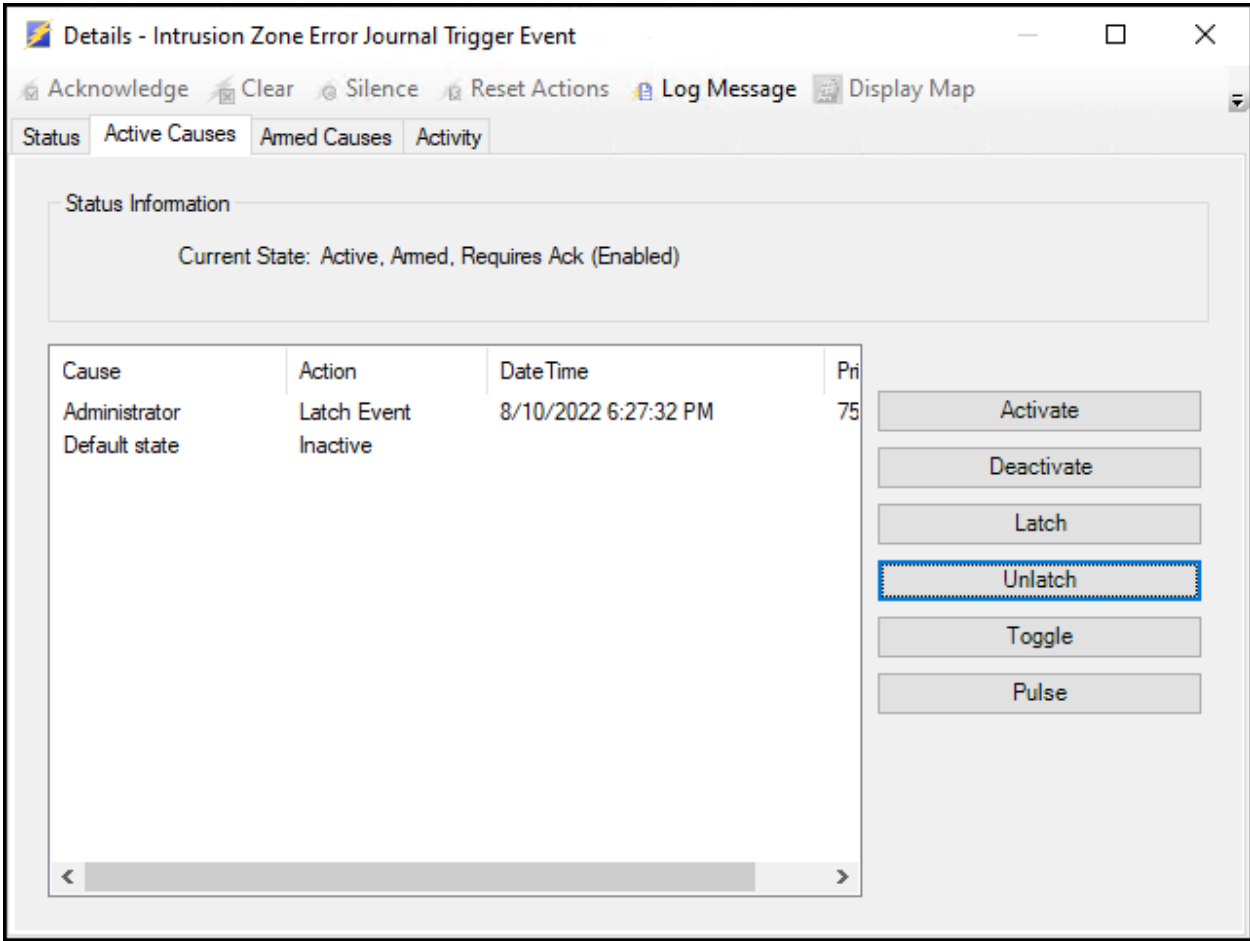 Details - Intrusion Zone Error Journal Trigger Event
Acknowledge Clear Silence Reset Actions Log Message Display Map
Status Active Causes Armed Causes Activity
Status Information
Current State: Active, Armed, Requires Ack (Enabled)
Cause Action DateTime Pri
Administrator Latch Event 8/10/2022 6:27:32 PM 75
Default state Inactive
Activate
Deactivate
Latch
Unlatch
Toggle
Pulse